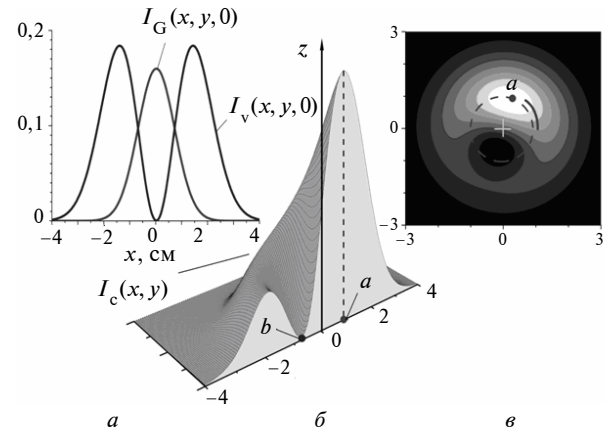 I_G(x, y, 0)
0,2
I_v(x, y, 0)
0,1
0
−4 −2 0 2 4
x, см
I_c(x, y)
z
b
a
−4
−2
0
2
4
3
a
0
−3
−3 0 3
а б в